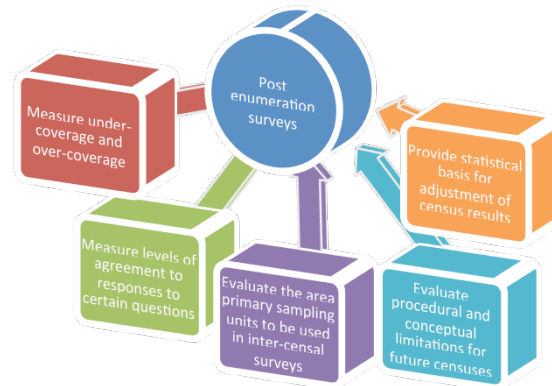 Post
enumeration
surveys
Measure under-
coverage and
over-coverage
Measure levels of
agreement to
responses to
certain questions
Evaluate the area
primary sampling
units to be used
in inter-censal
surveys
Evaluate
procedural and
conceptual
limitations for
future censuses
Provide statistical
basis for
adjustment of
census results